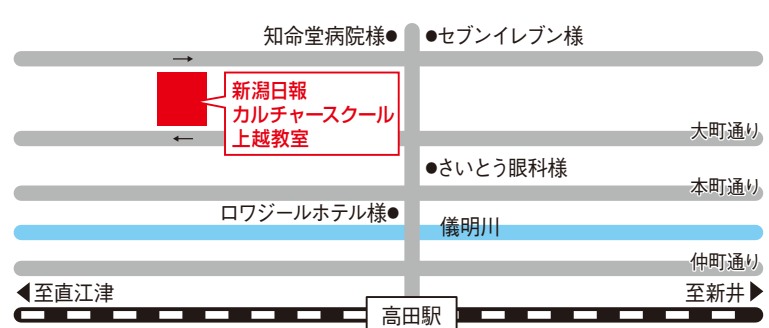 知命堂病院様●
●セブンイレブン様
→
新潟日報
カルチャースクール
上越教室
←
大町通り
●さいとう眼科様
本町通り
ロワジールホテル様●
儀明川
仲町通り
◀至直江津
至新井▶
高田駅